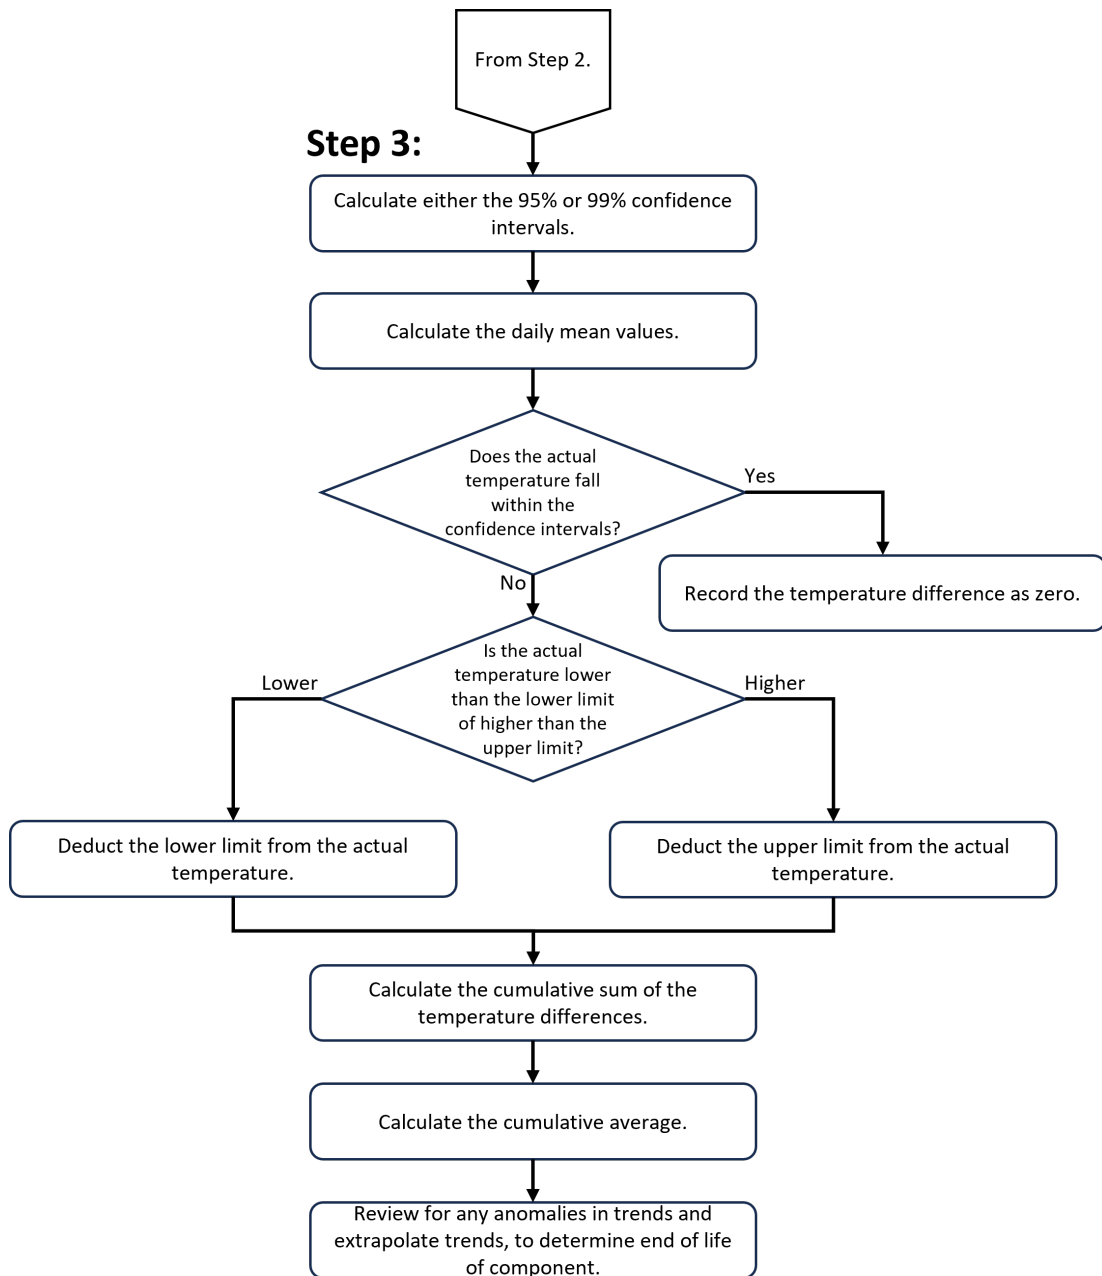 From Step 2.
Step 3:
Calculate either the 95% or 99% confidence
intervals.
Calculate the daily mean values.
Does the actual
temperature fall
within the
confidence intervals?
Yes
No
Record the temperature difference as zero.
Is the actual
temperature lower
than the lower limit
of higher than the
upper limit?
Lower
Higher
Deduct the lower limit from the actual
temperature.
Deduct the upper limit from the actual
temperature.
Calculate the cumulative sum of the
temperature differences.
Calculate the cumulative average.
Review for any anomalies in trends and
extrapolate trends, to determine end of life
of component.